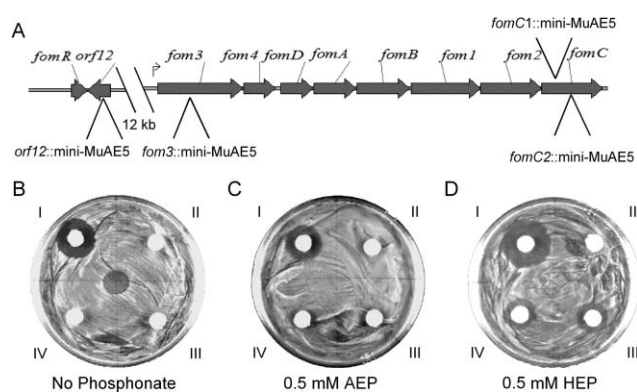 A
fomC1::mini-MuAE5
fomR orf12 fom3 fom4 fomD fomA fomB fom1 fom2 fomC
12 kb
orf12::mini-MuAE5 fom3::mini-MuAE5 fomC2::mini-MuAE5
B C D
I II I II I II
IV III IV III IV III
No Phosphonate 0.5 mM AEP 0.5 mM HEP